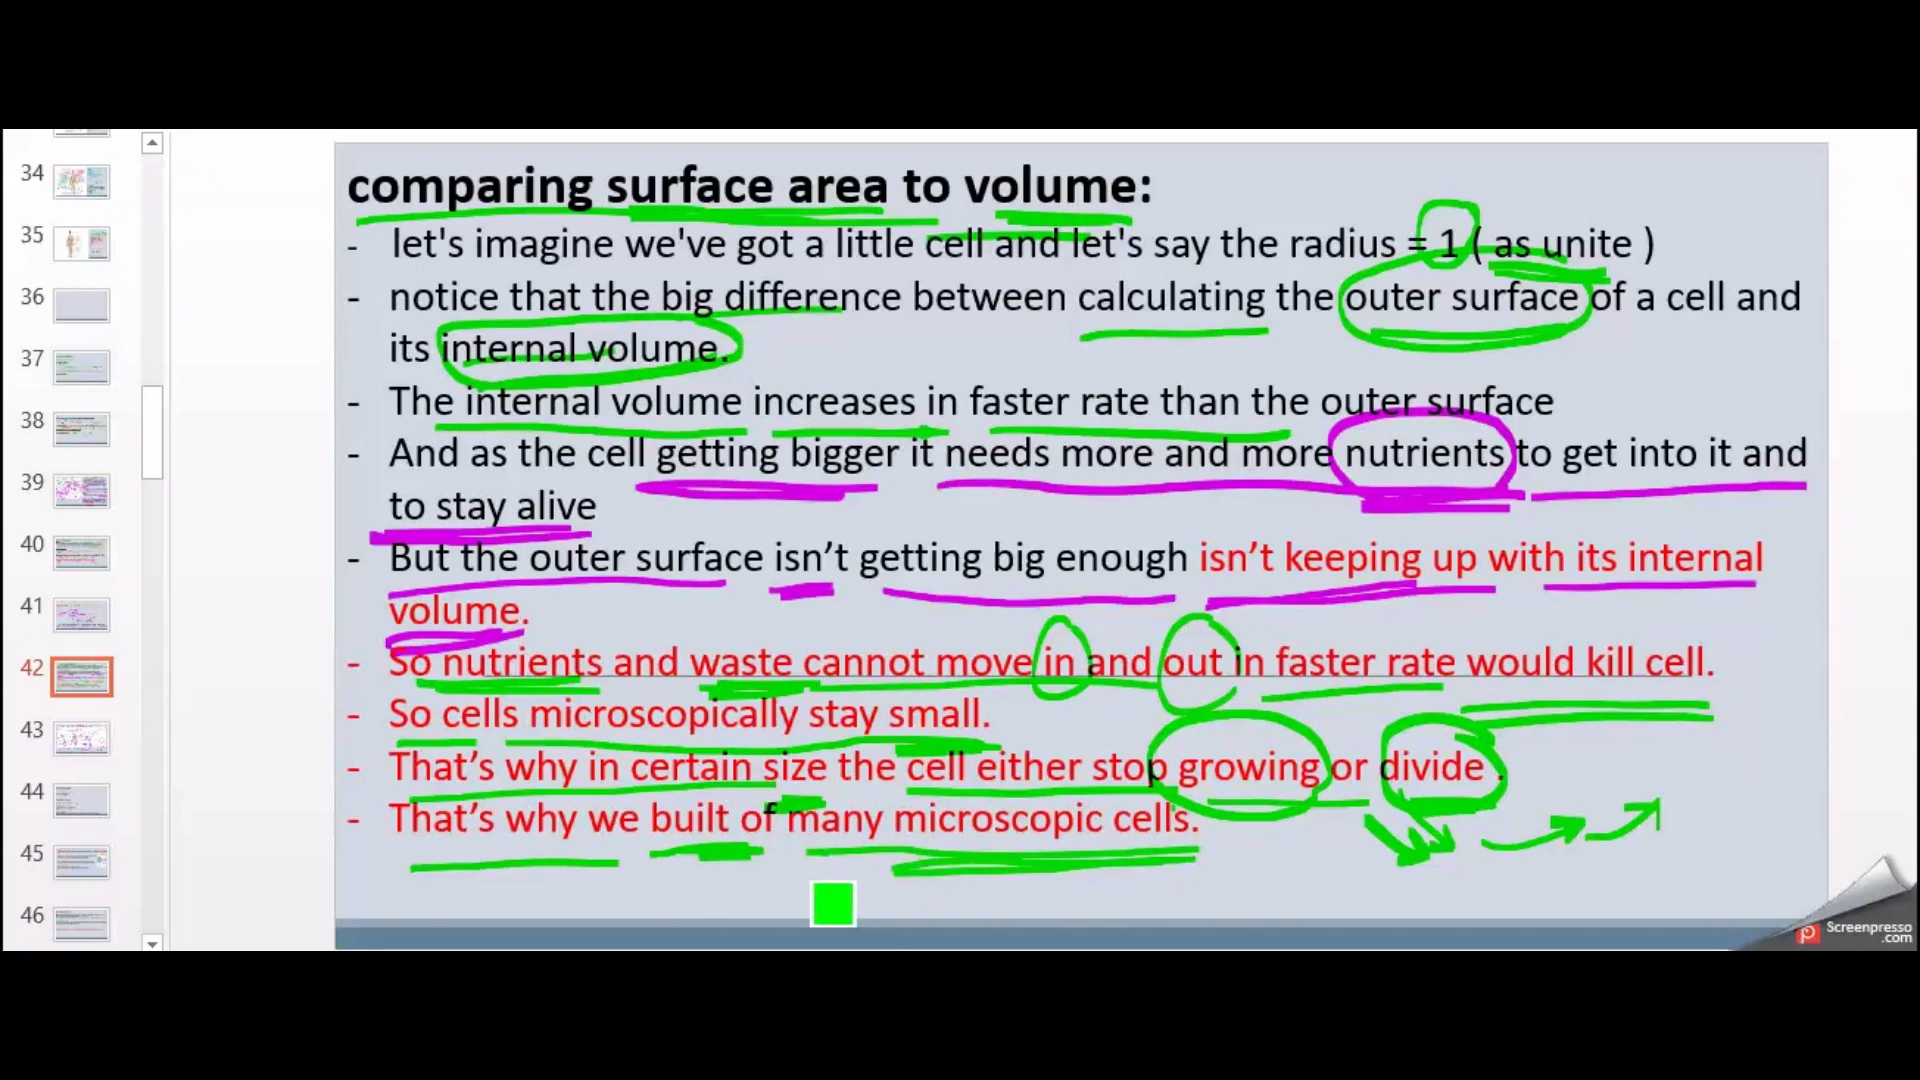 34
35
36
37
38
39
40
41
42
43
44
45
46
comparing surface area to volume:
- let's imagine we've got a little cell and let's say the radius = 1 ( as unite )
- notice that the big difference between calculating the outer surface of a cell and
its internal volume.
- The internal volume increases in faster rate than the outer surface
- And as the cell getting bigger it needs more and more nutrients to get into it and
to stay alive
- But the outer surface isn’t getting big enough isn’t keeping up with its internal
volume.
- So nutrients and waste cannot move in and out in faster rate would kill cell.
- So cells microscopically stay small.
- That’s why in certain size the cell either stop growing or divide .
- That’s why we built of many microscopic cells.
Screenpresso
.com